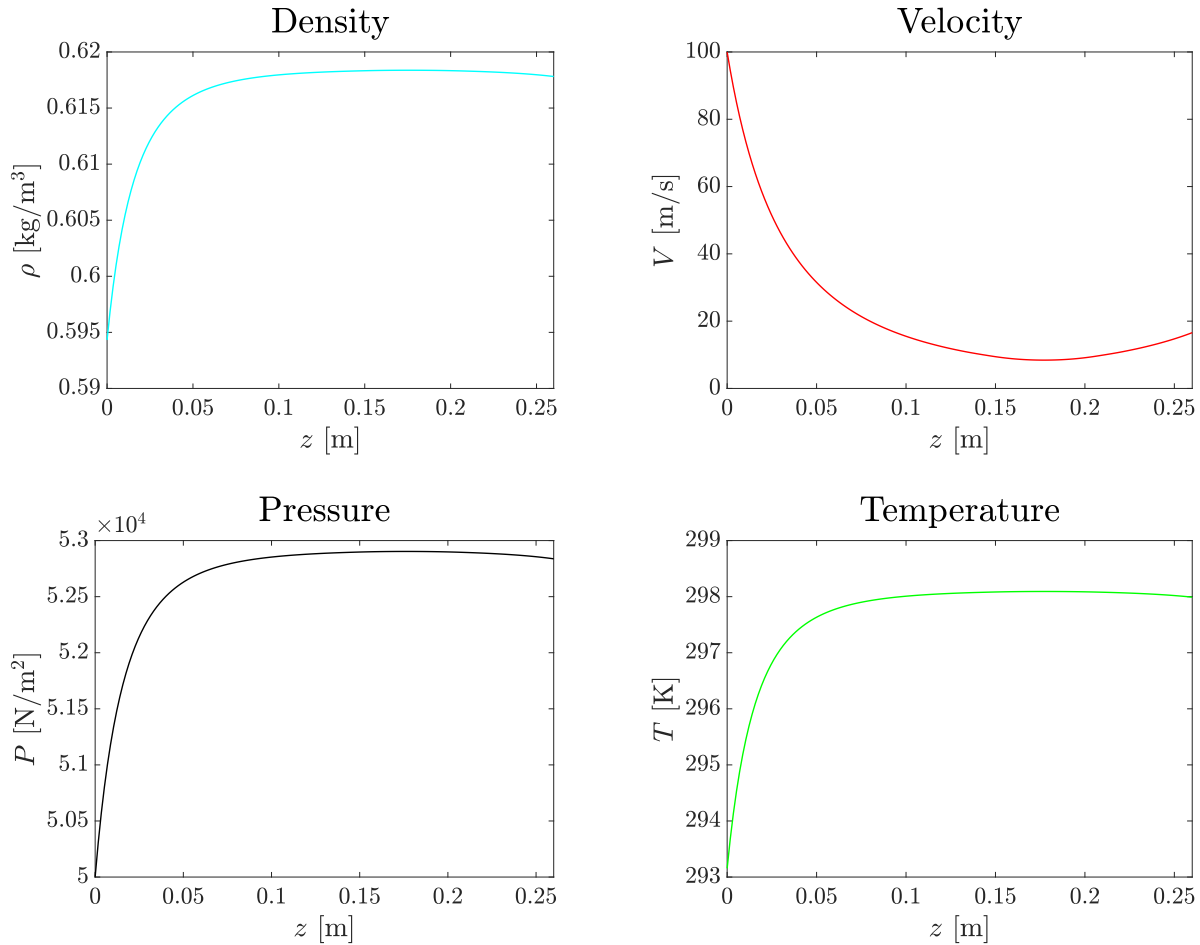 Density
0.62
0.615
0.61
0.605
0.6
0.595
0.59
ρ [kg/m³]
0 0.05 0.1 0.15 0.2 0.25
z [m]
Velocity
100
80
60
40
20
0
V [m/s]
0 0.05 0.1 0.15 0.2 0.25
z [m]
Pressure
×10⁴
5.3
5.25
5.2
5.15
5.1
5.05
5
P [N/m²]
0 0.05 0.1 0.15 0.2 0.25
z [m]
Temperature
299
298
297
296
295
294
293
T [K]
0 0.05 0.1 0.15 0.2 0.25
z [m]